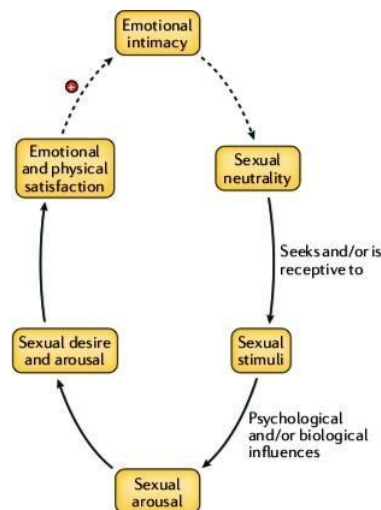 Emotional
intimacy
+
Emotional
and physical
satisfaction
Sexual
neutrality
Seeks and/or is
receptive to
Sexual desire
and arousal
Sexual
stimuli
Psychological
and/or biological
influences
Sexual
arousal